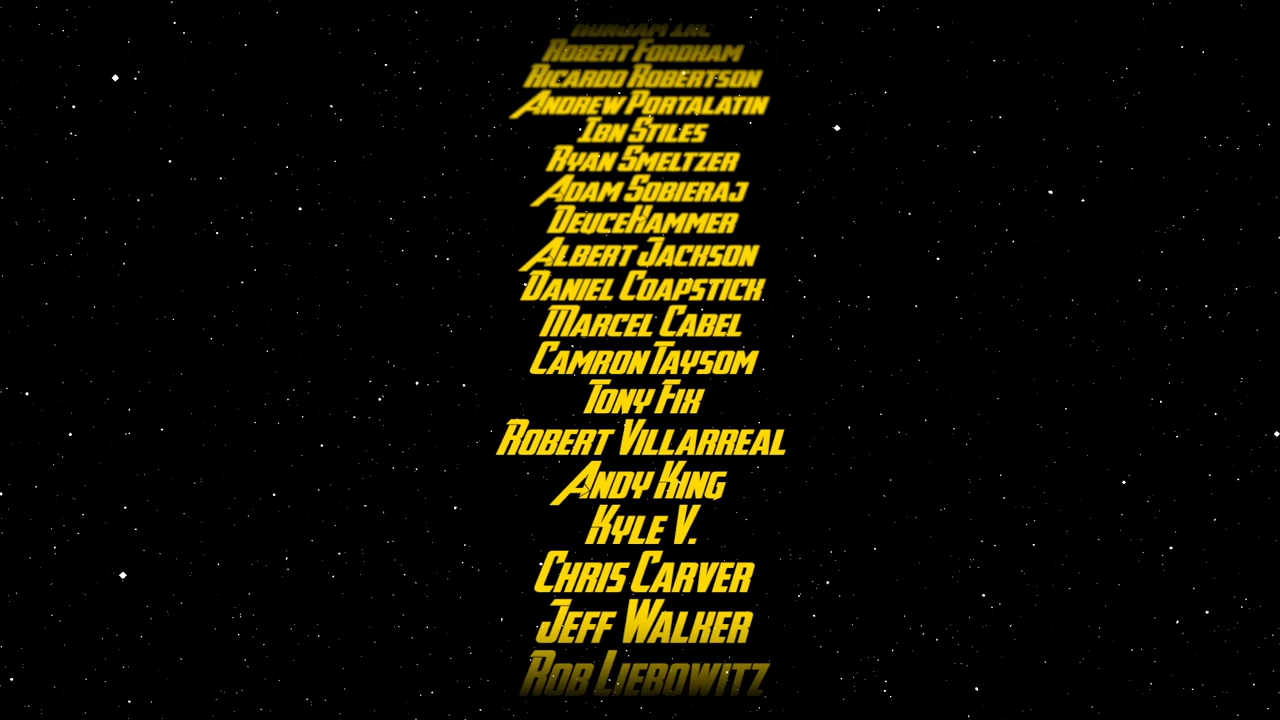 Robert Fordham
Ricardo Robertson
Andrew Portalatin
Ibn Stiles
Ryan Smeltzer
Adam Sobieraj
DeuceHammer
Albert Jackson
Daniel Coapstick
Marcel Cabel
Camron Taysom
Tony Fix
Robert Villarreal
Andy King
Kyle V.
Chris Carver
Jeff Walker
Rob Liebowitz